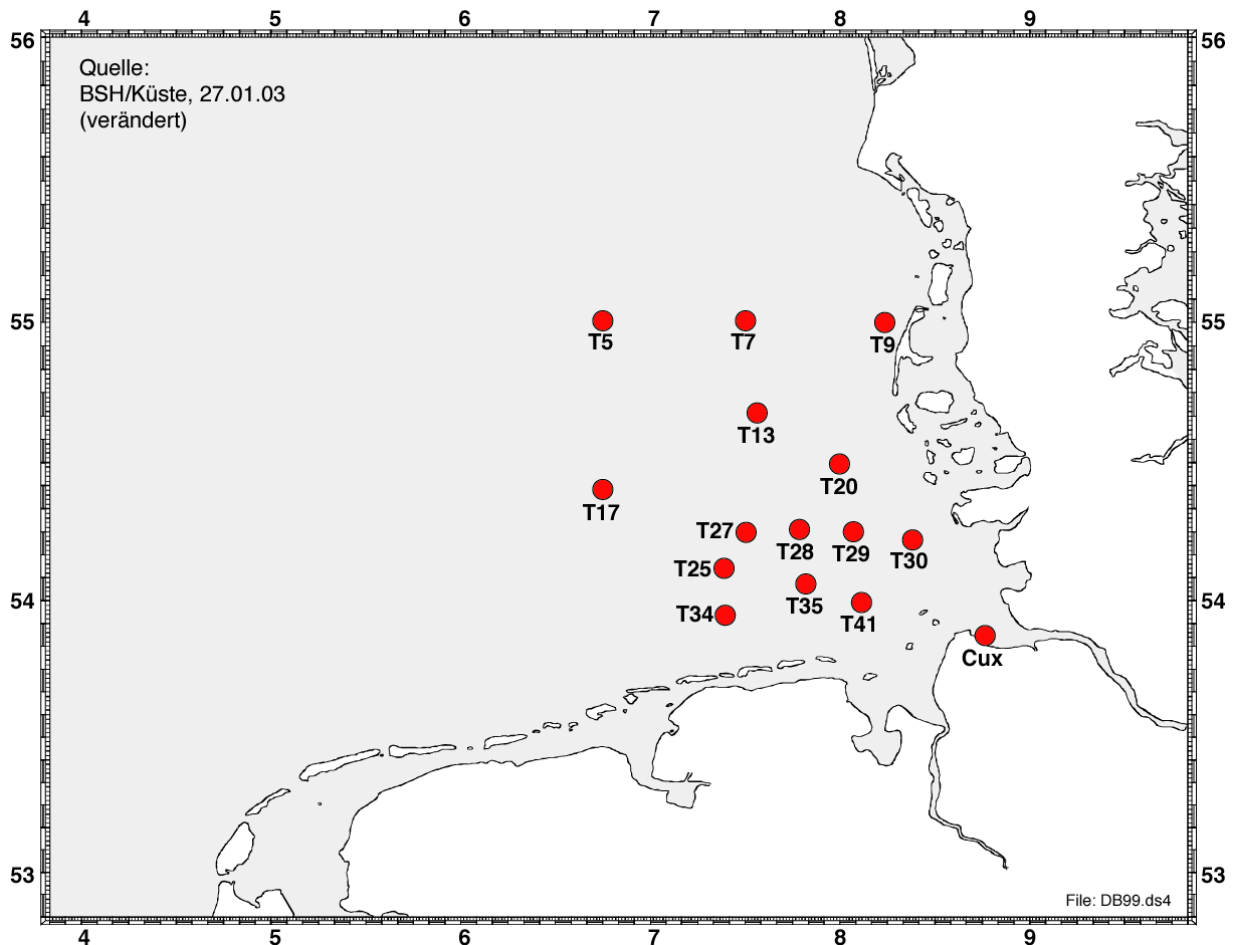 4 5 6 7 8 9
56 56
Quelle:
BSH/Küste, 27.01.03
(verändert)
55 55
T5 T7 T9
T13
T20
T17
T27 T28 T29 T30
T25
T35
T34 T41
54 54
Cux
53 53
File: DB99.ds4
4 5 6 7 8 9